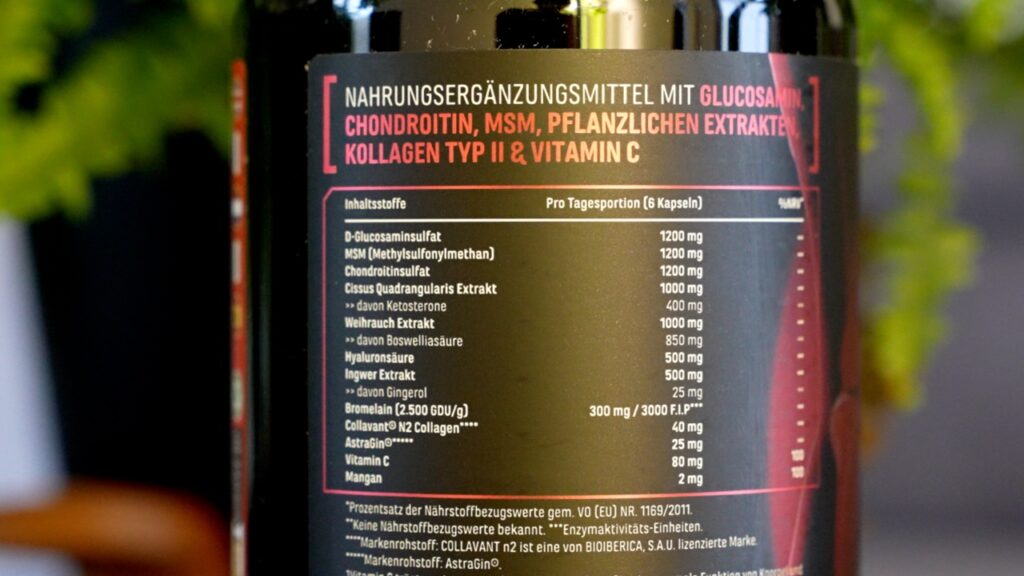 NAHRUNGSERGÄNZUNGSMITTEL MIT GLUCOSAMIN,
CHONDROITIN, MSM, PFLANZLICHEN EXTRAKTEN,
KOLLAGEN TYP II & VITAMIN C
Inhaltsstoffe Pro Tagesportion (6 Kapseln)
D-Glucosaminsulfat 1200 mg
MSM (Methylsulfonylmethan) 1200 mg
Chondroitinsulfat 1200 mg
Cissus Quadrangularis Extrakt 1000 mg
>> davon Ketosterone 400 mg
Weihrauch Extrakt 1000 mg
>> davon Boswelliasäure 850 mg
Hyaluronsäure 500 mg
Ingwer Extrakt 500 mg
>> davon Gingerol 25 mg
Bromelain (2.500 GDU/g) 300 mg / 3000 F.I.P***
Collavant® N2 Collagen**** 40 mg
AstraGin®***** 25 mg
Vitamin C 80 mg 100
Mangan 2 mg 100
*Prozentsatz der Nährstoffbezugswerte gem. VO (EU) NR. 1169/2011.
**Keine Nährstoffbezugswerte bekannt. ***Enzymaktivitäts-Einheiten.
****Markenrohstoff: COLLAVANT n2 ist eine von BIOIBERICA, S.A.U. lizenzierte Marke.
*****Markenrohstoff: AstraGin®.